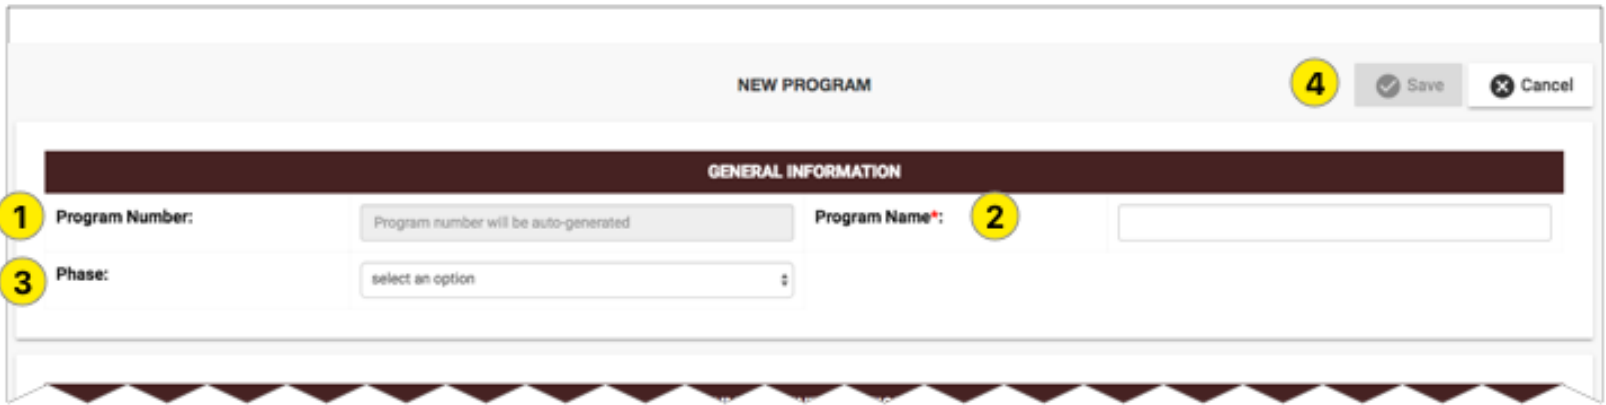 NEW PROGRAM
4
Save
Cancel
GENERAL INFORMATION
1
Program Number:
Program number will be auto-generated
Program Name*:
2
3
Phase:
select an option